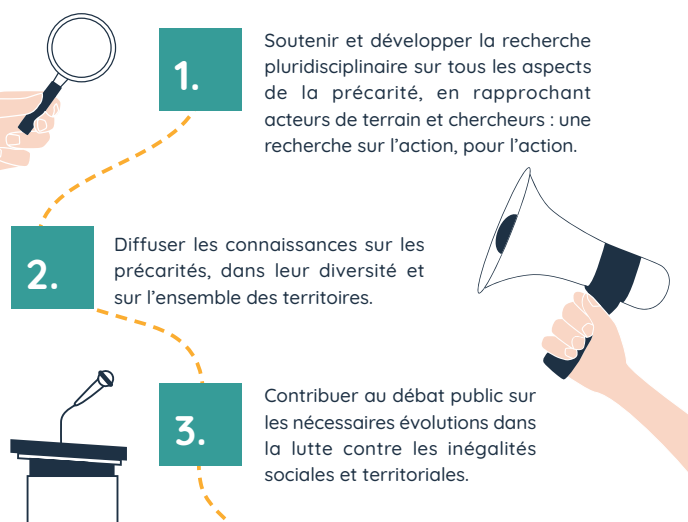 1.
Soutenir et développer la recherche
pluridisciplinaire sur tous les aspects
de la précarité, en rapprochant
acteurs de terrain et chercheurs : une
recherche sur l'action, pour l'action.
2.
Diffuser les connaissances sur les
précarités, dans leur diversité et
sur l'ensemble des territoires.
3.
Contribuer au débat public sur
les nécessaires évolutions dans
la lutte contre les inégalités
sociales et territoriales.